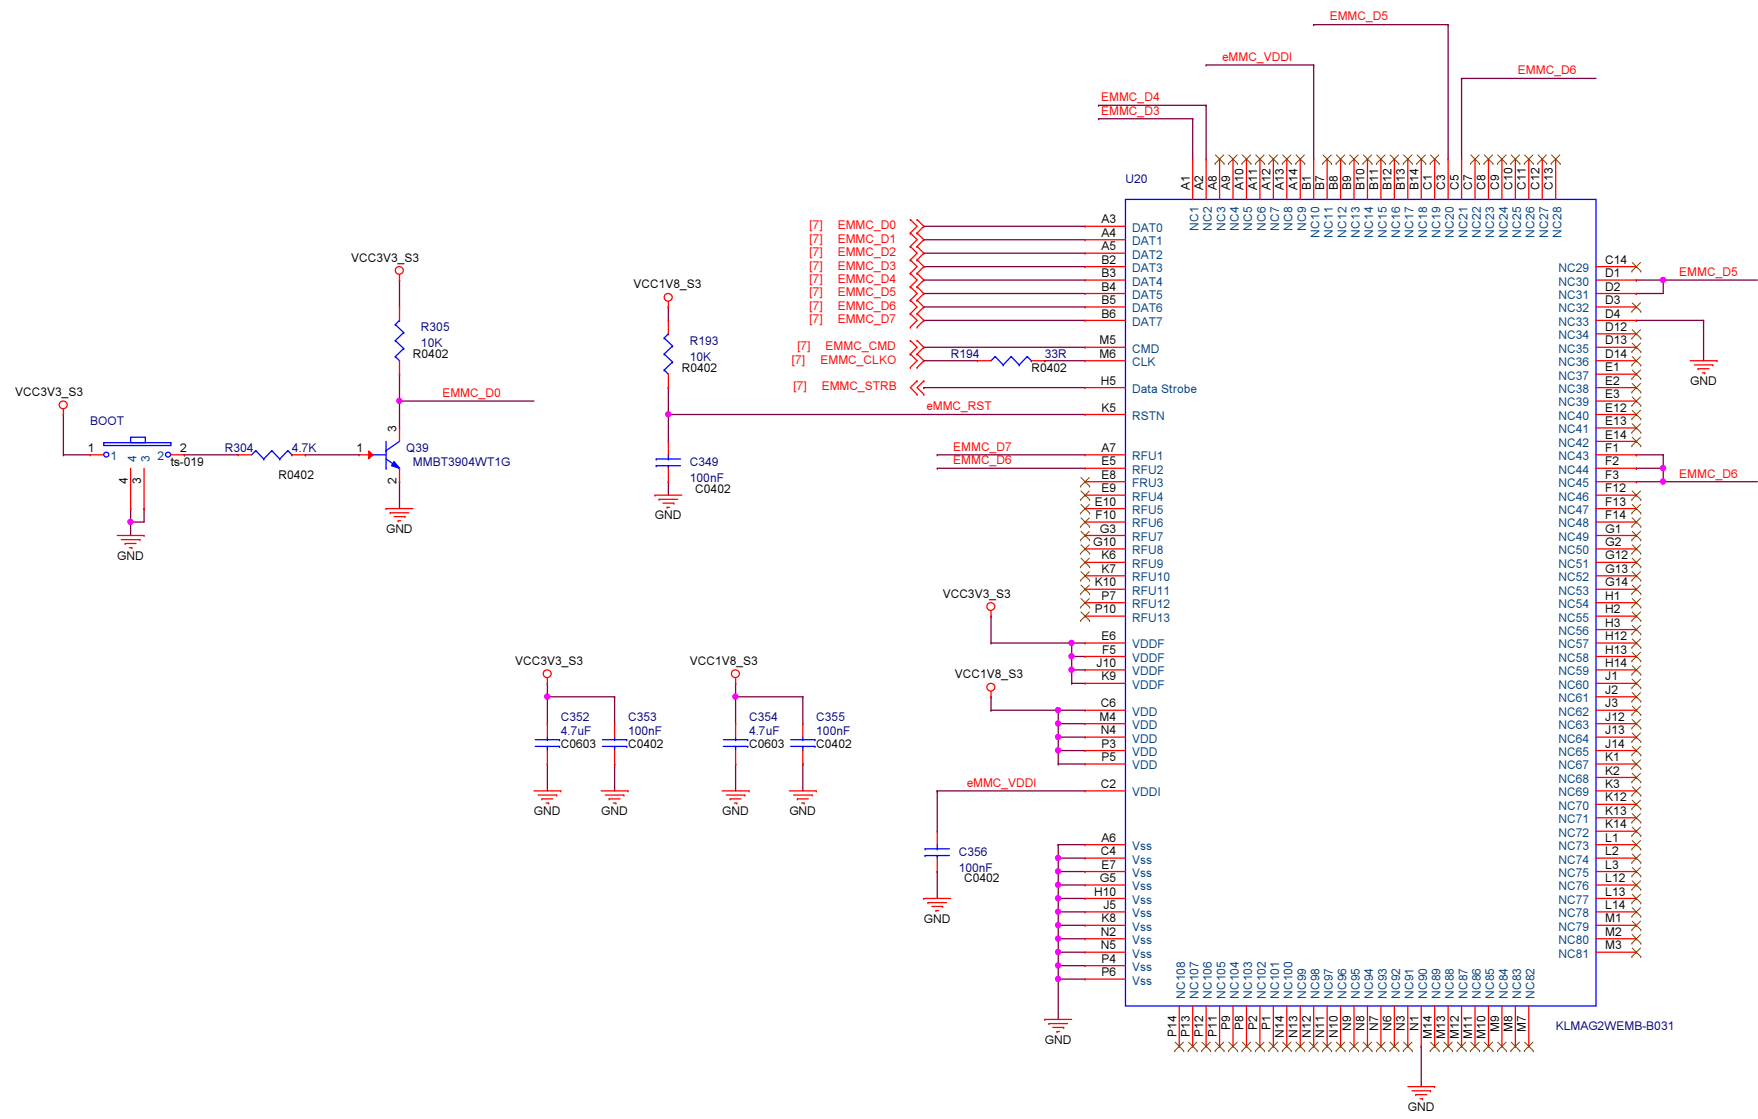 EMMC_D5
eMMC_VDDI
EMMC_D6
EMMC_D4
EMMC_D3
U20
A1 A2 A8 A9 A10 A11 A12 A13 A14 B1 B7 B8 B9 B10 B11 B12 B13 B14 C1 C3 C5 C7 C8 C9 C10 C11 C12 C13
NC1 NC2 NC3 NC4 NC5 NC6 NC7 NC8 NC9 NC10 NC11 NC12 NC13 NC14 NC15 NC16 NC17 NC18 NC19 NC20 NC21 NC22 NC23 NC24 NC25 NC26 NC27 NC28
[7] EMMC_D0 A3 DAT0
[7] EMMC_D1 A4 DAT1
[7] EMMC_D2 A5 DAT2
[7] EMMC_D3 B2 DAT3
[7] EMMC_D4 B3 DAT4
[7] EMMC_D5 B4 DAT5
[7] EMMC_D6 B5 DAT6
[7] EMMC_D7 B6 DAT7
[7] EMMC_CMD M5 CMD
[7] EMMC_CLKO R194 33R M6 CLK
R0402
[7] EMMC_STRB H5 Data Strobe
eMMC_RST K5 RSTN
EMMC_D7 A7 RFU1
EMMC_D6 E5 RFU2
E8 FRU3
E9 RFU4
E10 RFU5
F10 RFU6
G3 RFU7
G10 RFU8
K6 RFU9
K7 RFU10
K10 RFU11
P7 RFU12
P10 RFU13
VCC3V3_S3
E6 VDDF
F5 VDDF
J10 VDDF
K9 VDDF
VCC1V8_S3
C6 VDD
M4 VDD
N4 VDD
P3 VDD
P5 VDD
eMMC_VDDI C2 VDDI
C356
100nF
C0402
GND
A6 Vss
C4 Vss
E7 Vss
G5 Vss
H10 Vss
J5 Vss
K8 Vss
N2 Vss
N5 Vss
P4 Vss
P6 Vss
GND
NC29 C14
NC30 D1 EMMC_D5
NC31 D2
NC32 D3
NC33 D4
GND
NC34 D12
NC35 D13
NC36 D14
NC37 E1
NC38 E2
NC39 E3
NC40 E12
NC41 E13
NC42 E14
NC43 F1
NC44 F2
NC45 F3 EMMC_D6
NC46 F12
NC47 F13
NC48 F14
NC49 G1
NC50 G2
NC51 G12
NC52 G13
NC53 G14
NC54 H1
NC55 H2
NC56 H3
NC57 H12
NC58 H13
NC59 H14
NC60 J1
NC61 J2
NC62 J3
NC63 J12
NC64 J13
NC65 J14
NC67 K1
NC68 K2
NC69 K3
NC70 K12
NC71 K13
NC72 K14
NC73 L1
NC74 L2
NC75 L3
NC76 L12
NC77 L13
NC78 L14
NC79 M1
NC80 M2
NC81 M3
NC108 NC107 NC106 NC105 NC104 NC103 NC102 NC101 NC100 NC99 NC98 NC97 NC96 NC95 NC94 NC93 NC92 NC91 NC90 NC89 NC88 NC87 NC86 NC85 NC84 NC83 NC82
P14 P13 P12 P11 P9 P8 P2 P1 N14 N13 N12 N11 N10 N9 N8 N7 N6 N3 N1 M14 M13 M12 M11 M10 M9 M8 M7
KLMAG2WEMB-B031
GND
VCC3V3_S3
R305
10K
R0402
EMMC_D0
VCC3V3_S3
BOOT
1 1 2 2
4 3
4 3
ts-019
GND
R304 4.7K
R0402
1 3 2
Q39
MMBT3904WT1G
GND
VCC1V8_S3
R193
10K
R0402
C349
100nF
C0402
GND
VCC3V3_S3
C352
4.7uF
C0603
GND
C353
100nF
C0402
GND
VCC1V8_S3
C354
4.7uF
C0603
GND
C355
100nF
C0402
GND